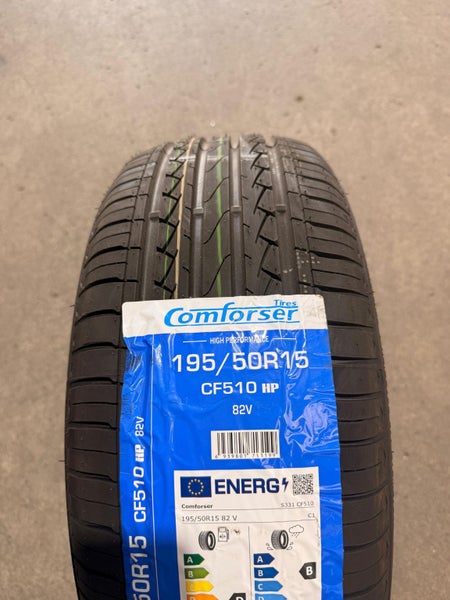 Tires
Comforser
HIGH PERFORMANCE
195/50R15
CF510 HP
82V
ENERG
Comforser
S331 CF510
195/50R15 82 V
C1
A
B
C
D
B
A
B
C
B
50R15 CF510 HP 82V